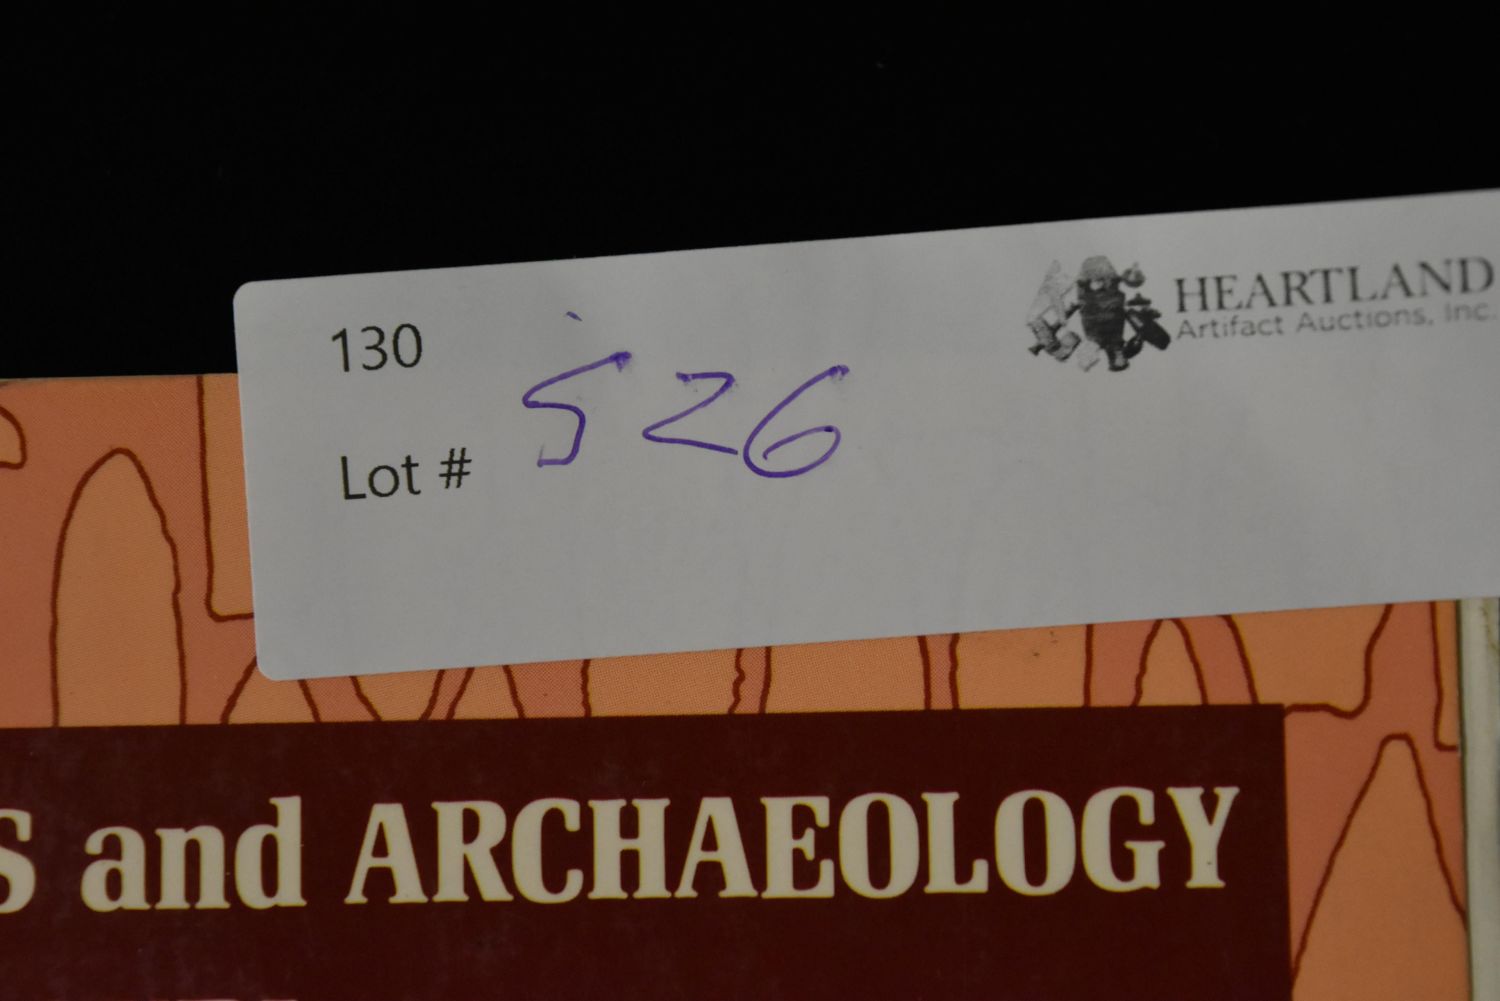 130
Lot # 526
HEARTLAND
Artifact Auctions, Inc.
S and ARCHAEOLOGY